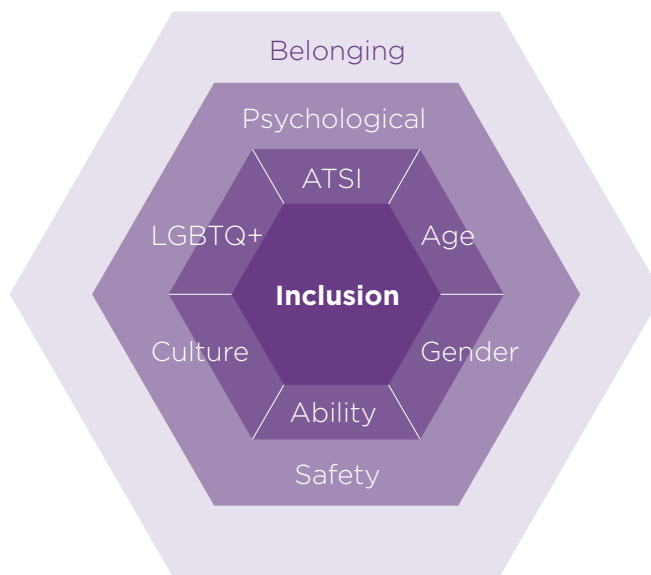 Belonging
Psychological
ATSI
LGBTQ+
Age
Inclusion
Culture
Gender
Ability
Safety